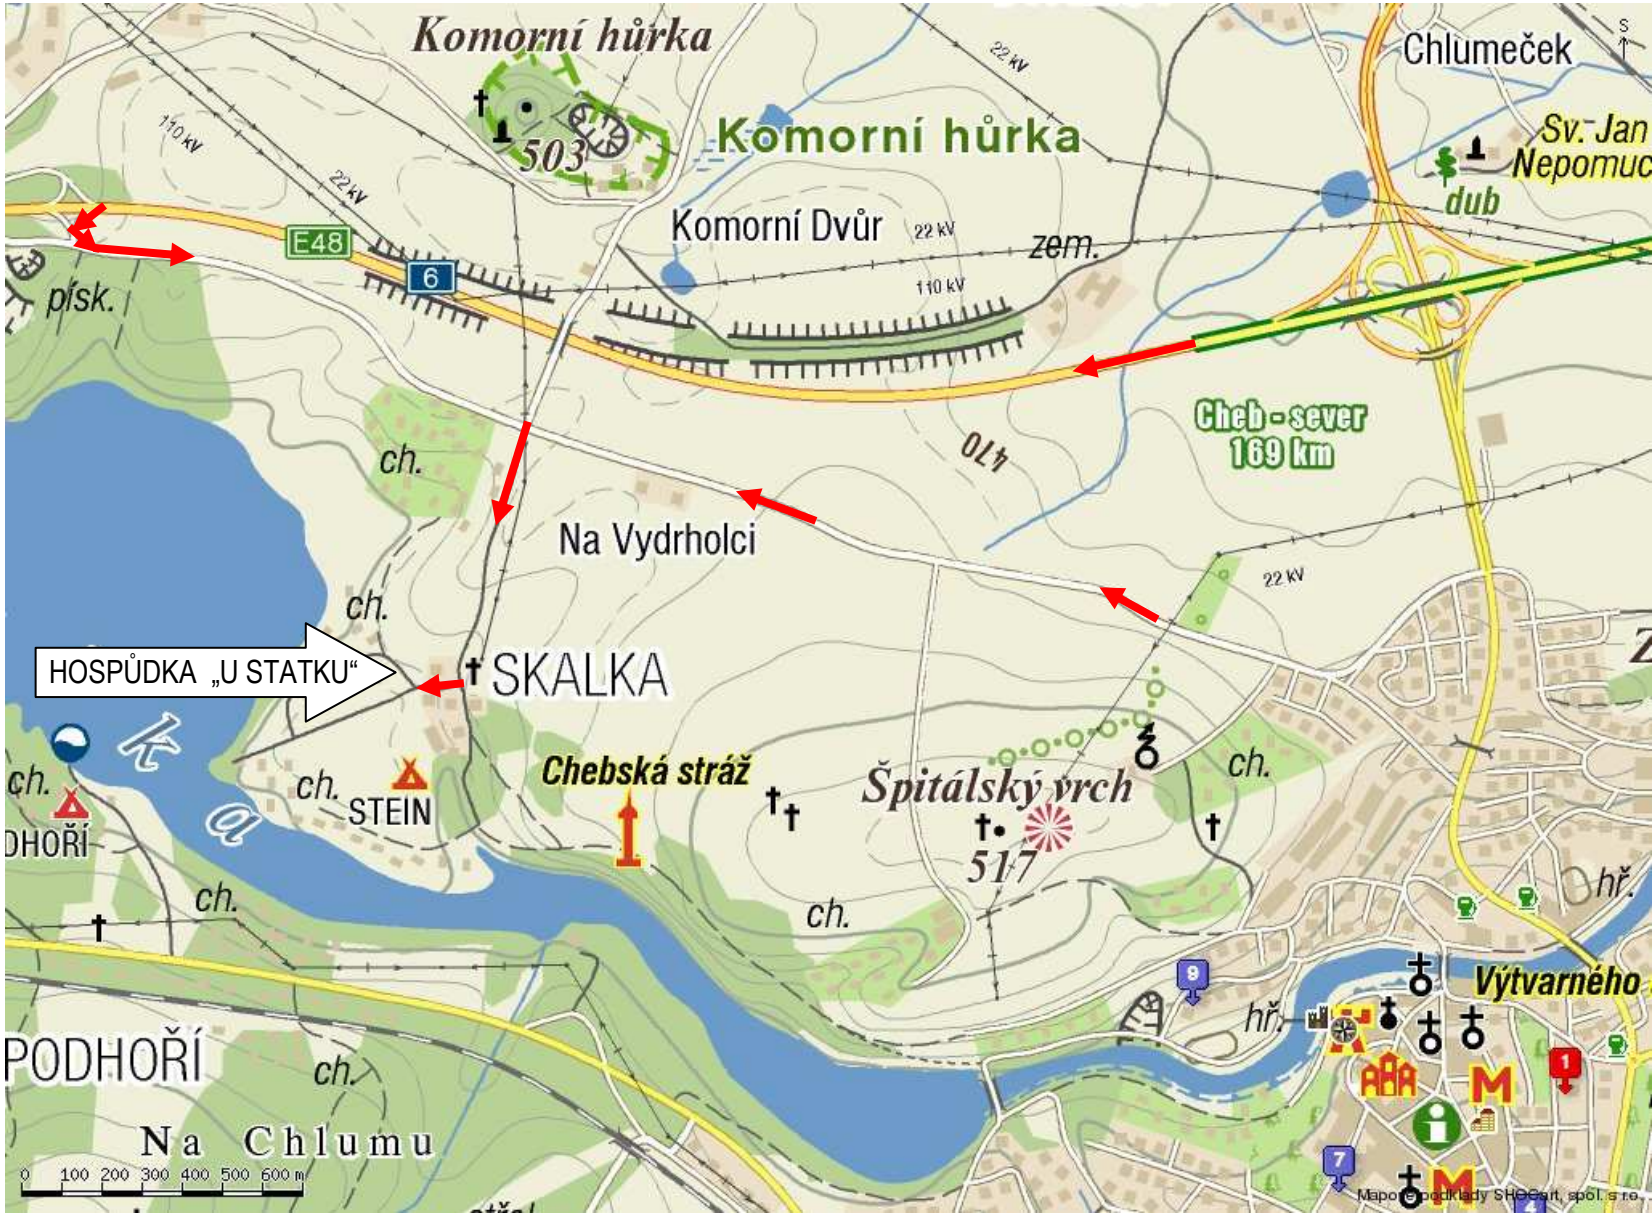 Komorní hůrka
22 kV
Chlumeček
S
110 kV
503
Komorní hůrka
Sv. Jan
Nepomuc
dub
22 kV
Komorní Dvůr
22 kV
zem.
E48
6
110 kV
písk.
Cheb - sever
169 km
470
ch.
Na Vydrholci
22 kV
ch.
HOSPŮDKA „U STATKU“
SKALKA
Z
k
a
Chebská stráž
ch.
ch.
ch.
STEIN
Špitálský vrch
517
DHOŘÍ
ch.
ch.
hř.
9
Výtvarného
hř.
PODHOŘÍ
ch.
1
M
Na Chlumu
7
0 100 200 300 400 500 600 m
M
4
Mapové podklady SHOCart, spol. s r.o.